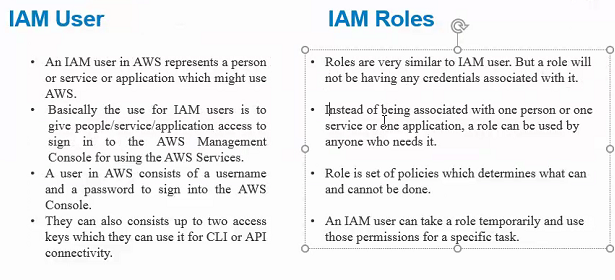 IAM User
An IAM user in AWS represents a person
or service or application which might use
AWS.
Basically the use for IAM users is to
give people/service/application access to
sign in to the AWS Management
Console for using the AWS Services.
A user in AWS consists of a username
and a password to sign into the AWS
Console.
They can also consists up to two access
keys which they can use it for CLI or API
connectivity.
IAM Roles
Roles are very similar to IAM user. But a role will
not be having any credentials associated with it.
Instead of being associated with one person or one
service or one application, a role can be used by
anyone who needs it.
Role is set of policies which determines what can
and cannot be done.
An IAM user can take a role temporarily and use
those permissions for a specific task.